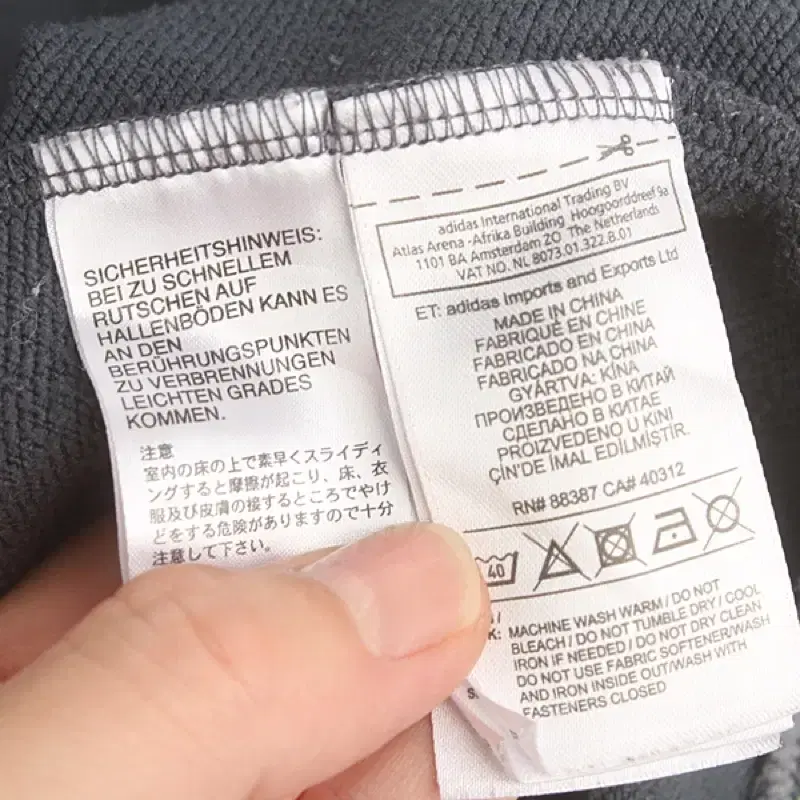 SICHERHEITSHINWEIS:
BEI ZU SCHNELLEM
RUTSCHEN AUF
HALLENBÖDEN KANN ES
AN DEN
BERÜHRUNGSPUNKTEN
ZU VERBRENNUNGEN
LEICHTEN GRADES
KOMMEN.
注意
室内の床の上で素早くスライディ
ングすると摩擦が起こり、床、衣
服及び皮膚の接するところでやけ
どをする危険がありますので十分
注意して下さい。
adidas International Trading BV
Atlas Arena -Afrika Building Hoogoorddreef 9a
1101 BA Amsterdam ZO The Netherlands
VAT NO. NL 8073.01.322.B.01
ET: adidas Imports and Exports Ltd
MADE IN CHINA
FABRIQUÉ EN CHINE
FABRICADO EN CHINA
FABRICADO NA CHINA
GYÁRTVA: KÍNA
ПРОИЗВЕДЕНО В КИТАЙ
СДЕЛАНО В КИТАЕ
PROIZVEDENO U KINI
ÇİN'DE İMAL EDİLMİŞTİR.
RN# 88387 CA# 40312
40
K: MACHINE WASH WARM / DO NOT
BLEACH / DO NOT TUMBLE DRY / COOL
IRON IF NEEDED / DO NOT DRY CLEAN
DO NOT USE FABRIC SOFTENER/WASH
AND IRON INSIDE OUT/WASH WITH
FASTENERS CLOSED